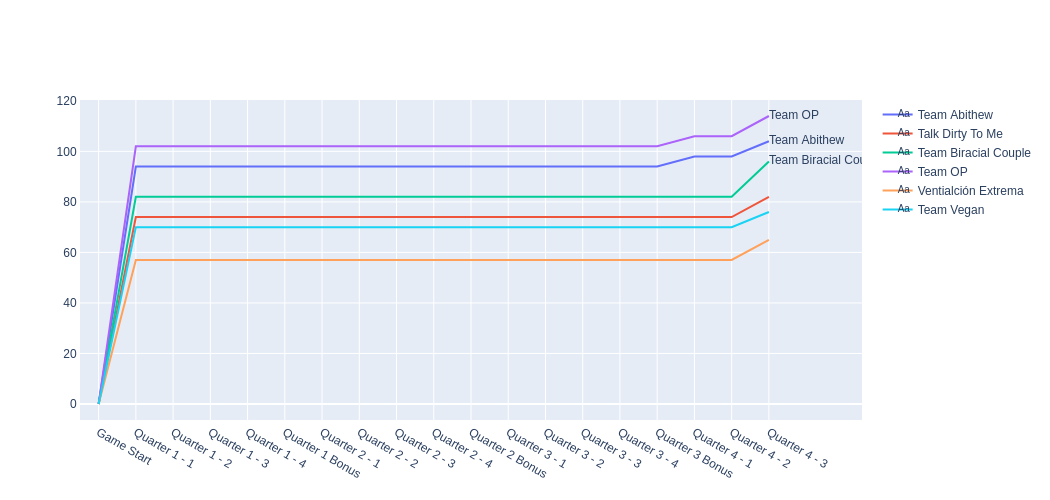 120
100
80
60
40
20
0
Game Start
Quarter 1 - 1
Quarter 1 - 2
Quarter 1 - 3
Quarter 1 - 4
Quarter 1 Bonus
Quarter 2 - 1
Quarter 2 - 2
Quarter 2 - 3
Quarter 2 - 4
Quarter 2 Bonus
Quarter 3 - 1
Quarter 3 - 2
Quarter 3 - 3
Quarter 3 - 4
Quarter 3 Bonus
Quarter 4 - 1
Quarter 4 - 2
Quarter 4 - 3
Team OP
Team Abithew
Team Biracial Cou
Aa Team Abithew
Aa Talk Dirty To Me
Aa Team Biracial Couple
Aa Team OP
Aa Ventialción Extrema
Aa Team Vegan